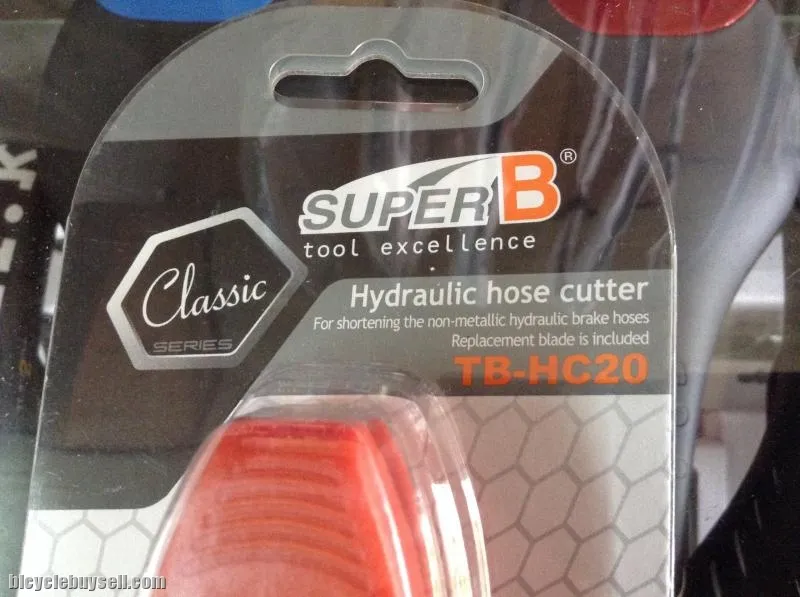 SUPER B®
tool excellence
Classic
SERIES
Hydraulic hose cutter
For shortening the non-metallic hydraulic brake hoses
Replacement blade is included
TB-HC20
bicyclebuysell.com